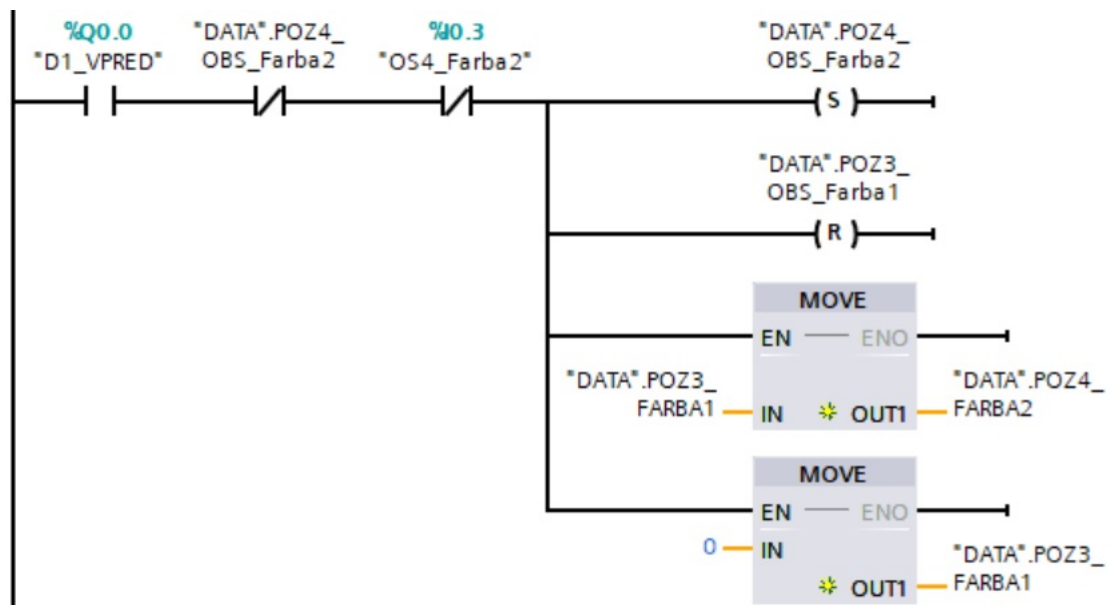 %Q0.0
"D1_VPRED"
"DATA".POZ4_
OBS_Farba2
%I0.3
"OS4_Farba2"
"DATA".POZ4_
OBS_Farba2
S
"DATA".POZ3_
OBS_Farba1
R
MOVE
EN ENO
"DATA".POZ3_
FARBA1
IN OUT1
"DATA".POZ4_
FARBA2
MOVE
EN ENO
0 IN
OUT1
"DATA".POZ3_
FARBA1